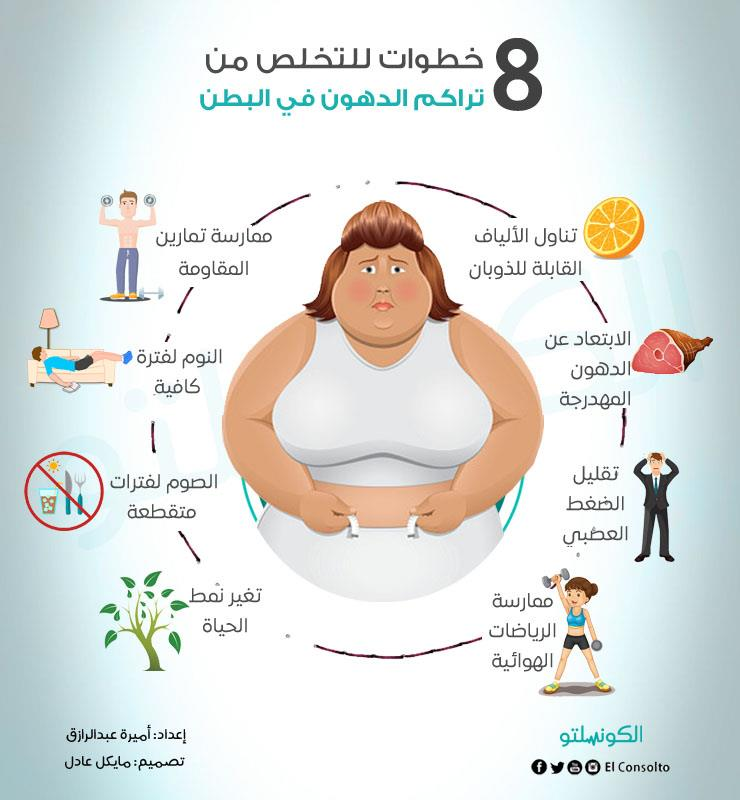 8 خطوات للتخلص من
تراكم الدهون في البطن
تناول الألياف
القابلة للذوبان
الابتعاد عن
الدهون
المهدرجة
تقليل
الضغط
العصبي
ممارسة
الرياضات
الهوائية
ممارسة تمارين
المقاومة
النوم لفترة
كافية
الصوم لفترات
متقطعة
تغير نمط
الحياة
الكونسلتو
El Consolto
إعداد: أميرة عبدالرازق
تصميم: مايكل عادل